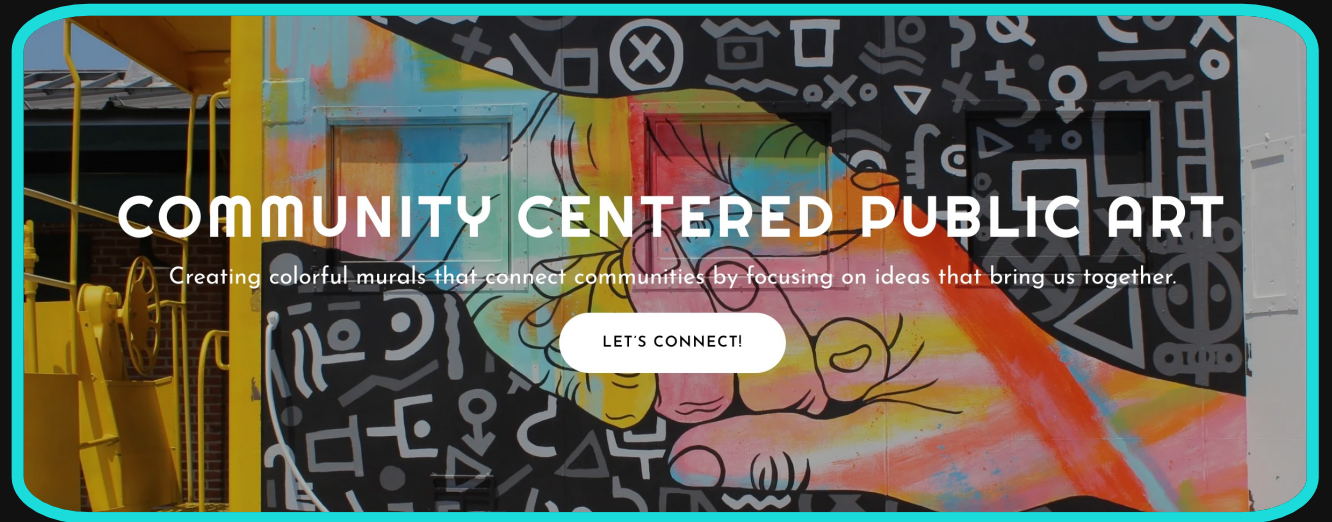 COMMUNITY CENTERED PUBLIC ART
Creating colorful murals that connect communities by focusing on ideas that bring us together.
LET'S CONNECT!